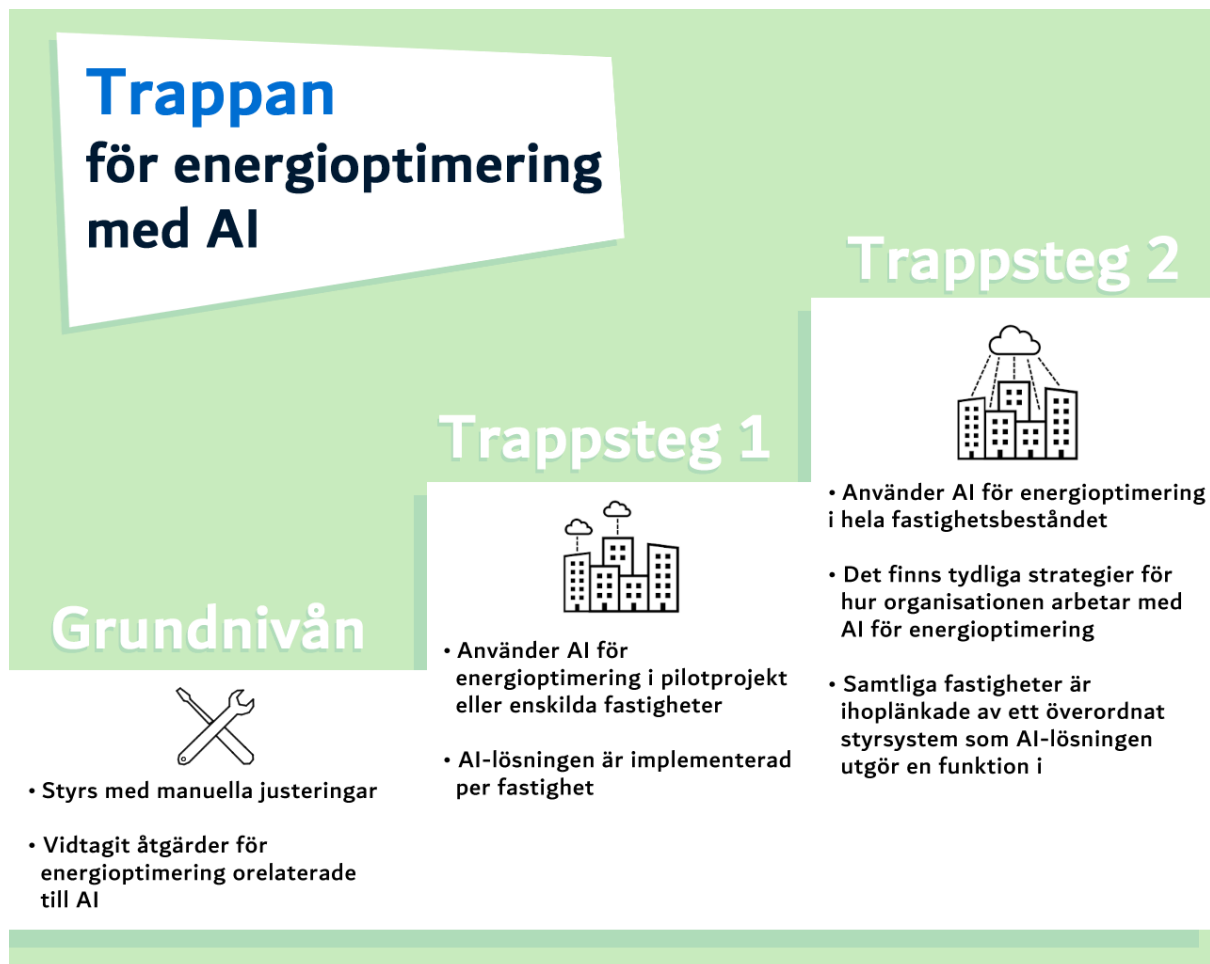 Trappan
för energioptimering
med AI
Grundnivån
• Styrs med manuella justeringar
• Vidtagit åtgärder för
energioptimering orelaterade
till AI
Trappsteg 1
• Använder AI för
energioptimering i pilotprojekt
eller enskilda fastigheter
• AI-lösningen är implementerad
per fastighet
Trappsteg 2
• Använder AI för energioptimering
i hela fastighetsbeståndet
• Det finns tydliga strategier för
hur organisationen arbetar med
AI för energioptimering
• Samtliga fastigheter är
ihoplänkade av ett överordnat
styrsystem som AI-lösningen
utgör en funktion i